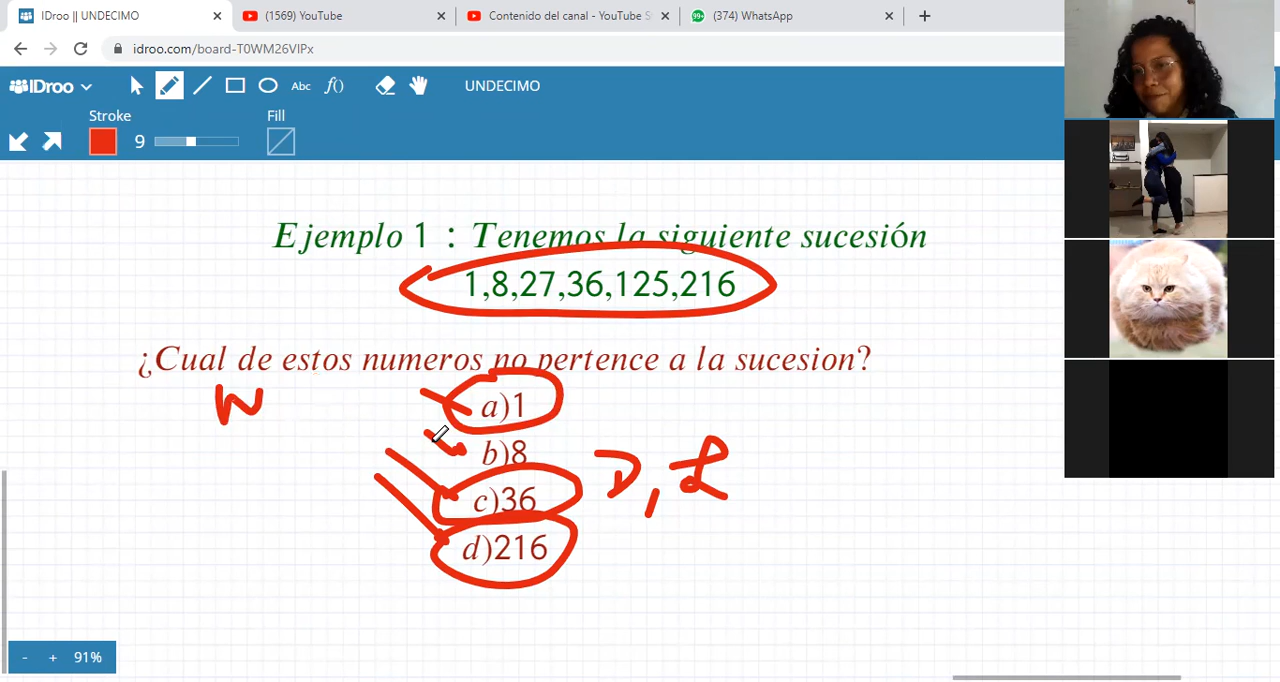 IDroo || UNDECIMO
(1569) YouTube
Contenido del canal - YouTube S
99+ (374) WhatsApp
idroo.com/board-T0WM26VIPx
IDroo
Abc
f()
UNDECIMO
Stroke
Fill
9
Ejemplo 1 : Tenemos la siguiente sucesión
1,8,27,36,125,216
¿Cual de estos numeros no pertence a la sucesion?
N
a)1
b)8
c)36
d)216
- + 91%